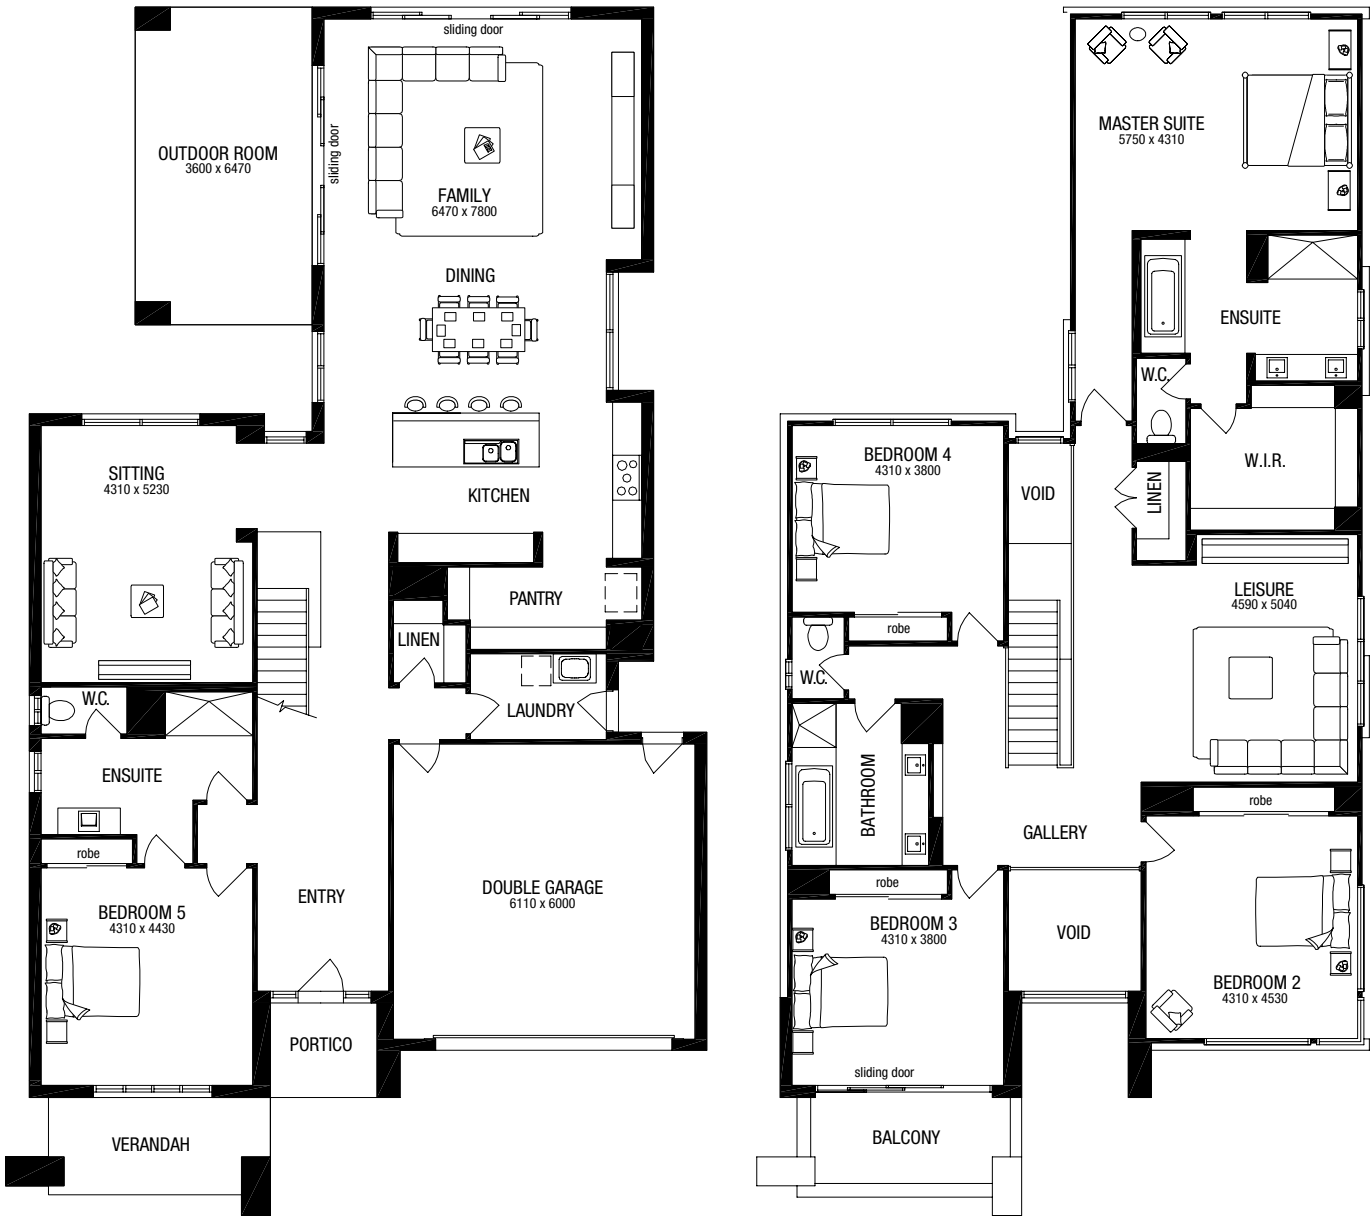 sliding door
OUTDOOR ROOM
3600 x 6470
sliding door
FAMILY
6470 x 7800
DINING
SITTING
4310 x 5230
KITCHEN
PANTRY
LINEN
W.C.
LAUNDRY
ENSUITE
robe
BEDROOM 5
4310 x 4430
ENTRY
DOUBLE GARAGE
6110 x 6000
PORTICO
VERANDAH
MASTER SUITE
5750 x 4310
ENSUITE
W.C.
W.I.R.
LINEN
BEDROOM 4
4310 x 3800
VOID
LEISURE
4590 x 5040
robe
W.C.
BATHROOM
GALLERY
robe
robe
BEDROOM 3
4310 x 3800
VOID
BEDROOM 2
4310 x 4530
sliding door
BALCONY